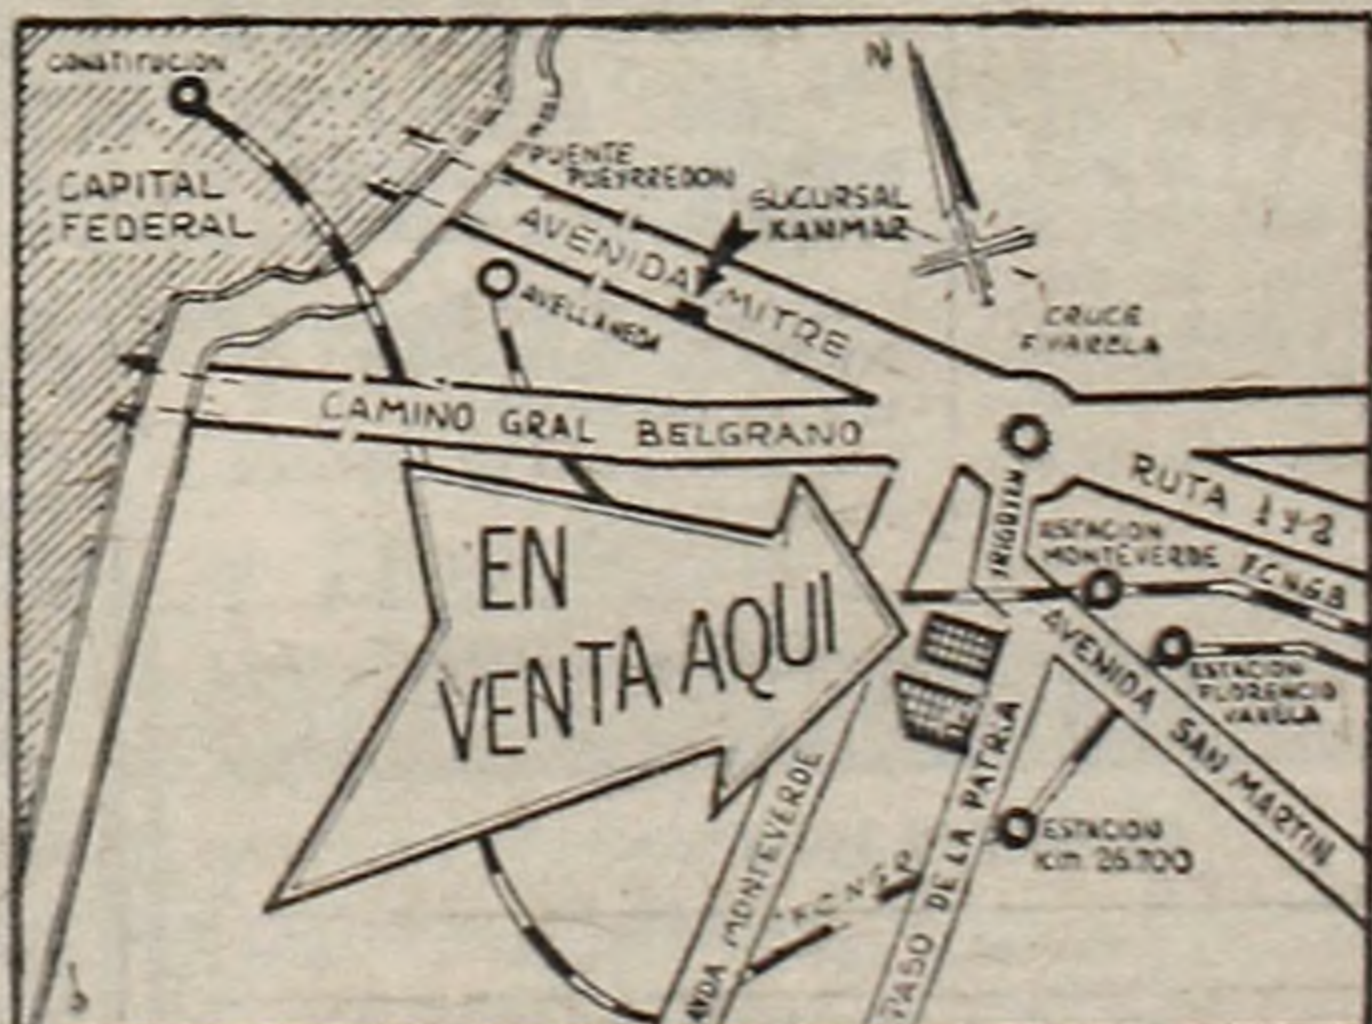 CONSTITUCION
N
CAPITAL
FEDERAL
PUENTE
PUEYRREDON
SUCURSAL
KANMAR
AVENIDA MITRE
AVELLANEDA
CRUCE
F VARELA
CAMINO GRAL BELGRANO
RUTA 1 y 2
IRIGOYEN
ESTACION
MONTEVERDE
FCNGB
EN
VENTA AQUI
AVENIDA SAN MARTIN
ESTACION
FLORENCIO
VARELA
ESTACION
Km. 26.700
AVDA MONTEVERDE
PASO DE LA PATRIA